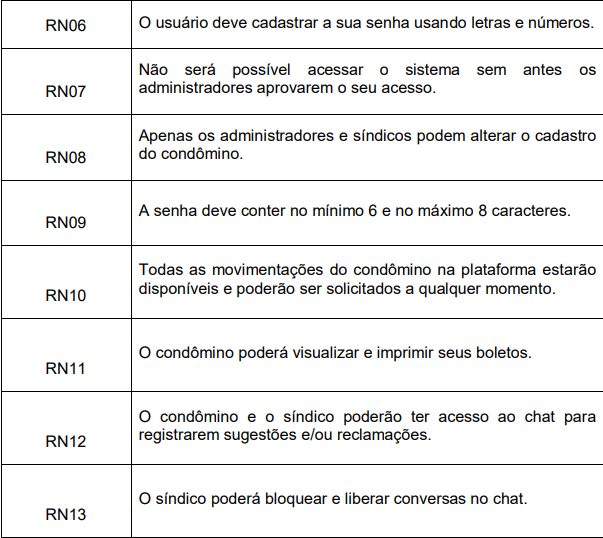 RN06
O usuário deve cadastrar a sua senha usando letras e números.
RN07
Não será possível acessar o sistema sem antes os
administradores aprovarem o seu acesso.
RN08
Apenas os administradores e síndicos podem alterar o cadastro
do condômino.
RN09
A senha deve conter no mínimo 6 e no máximo 8 caracteres.
RN10
Todas as movimentações do condômino na plataforma estarão
disponíveis e poderão ser solicitados a qualquer momento.
RN11
O condômino poderá visualizar e imprimir seus boletos.
RN12
O condômino e o síndico poderão ter acesso ao chat para
registrarem sugestões e/ou reclamações.
RN13
O síndico poderá bloquear e liberar conversas no chat.